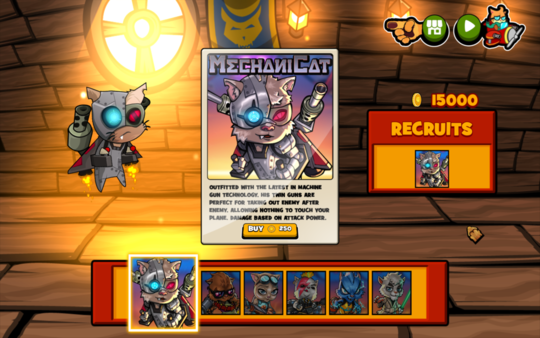 MECHANICAT
15000
RECRUITS
OUTFITTED WITH THE LATEST IN MACHINE
GUN TECHNOLOGY, HIS TWIN GUNS ARE
PERFECT FOR TAKING OUT ENEMY AFTER
ENEMY, ALLOWING NOTHING TO TOUCH YOUR
PLANE. DAMAGE BASED ON ATTACK POWER.
BUY 250